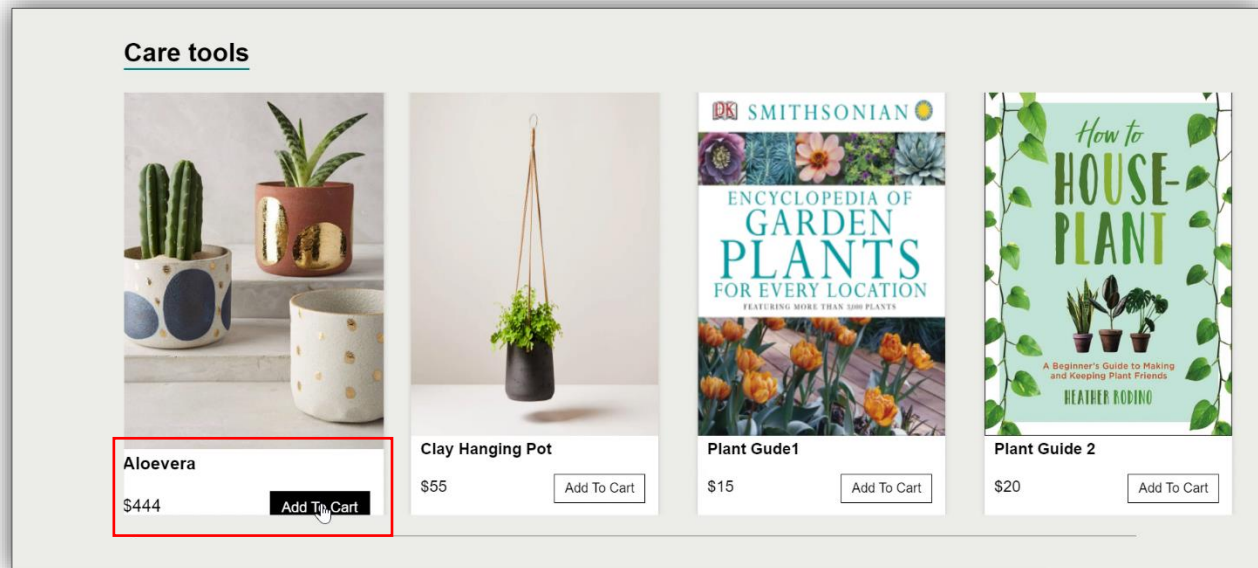 Care tools
DK SMITHSONIAN
ENCYCLOPEDIA OF
GARDEN
PLANTS
FOR EVERY LOCATION
FEATURING MORE THAN 3,000 PLANTS
How to
HOUSE-
PLANT
A Beginner's Guide to Making
and Keeping Plant Friends
HEATHER RODINO
Aloevera
$444
Add To Cart
Clay Hanging Pot
$55
Add To Cart
Plant Gude1
$15
Add To Cart
Plant Guide 2
$20
Add To Cart